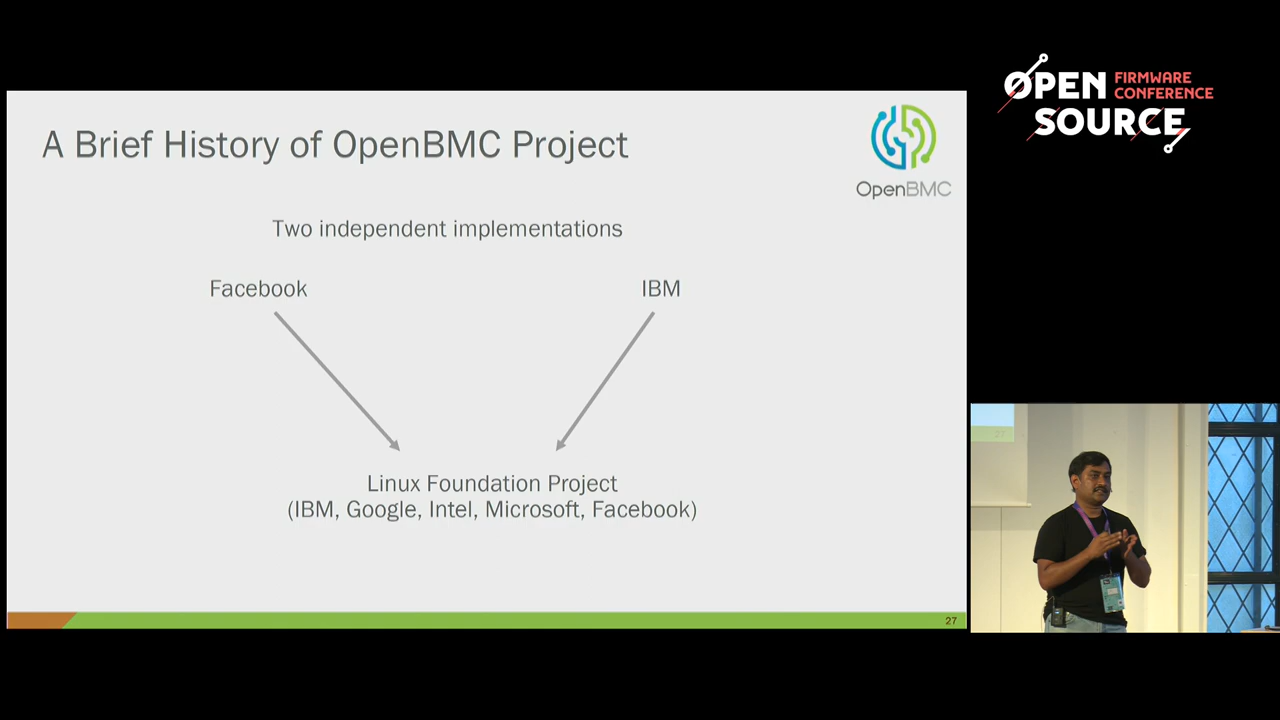 OPEN FIRMWARE
CONFERENCE
SOURCE
A Brief History of OpenBMC Project
OpenBMC
Two independent implementations
Facebook
IBM
Linux Foundation Project
(IBM, Google, Intel, Microsoft, Facebook)
27
27